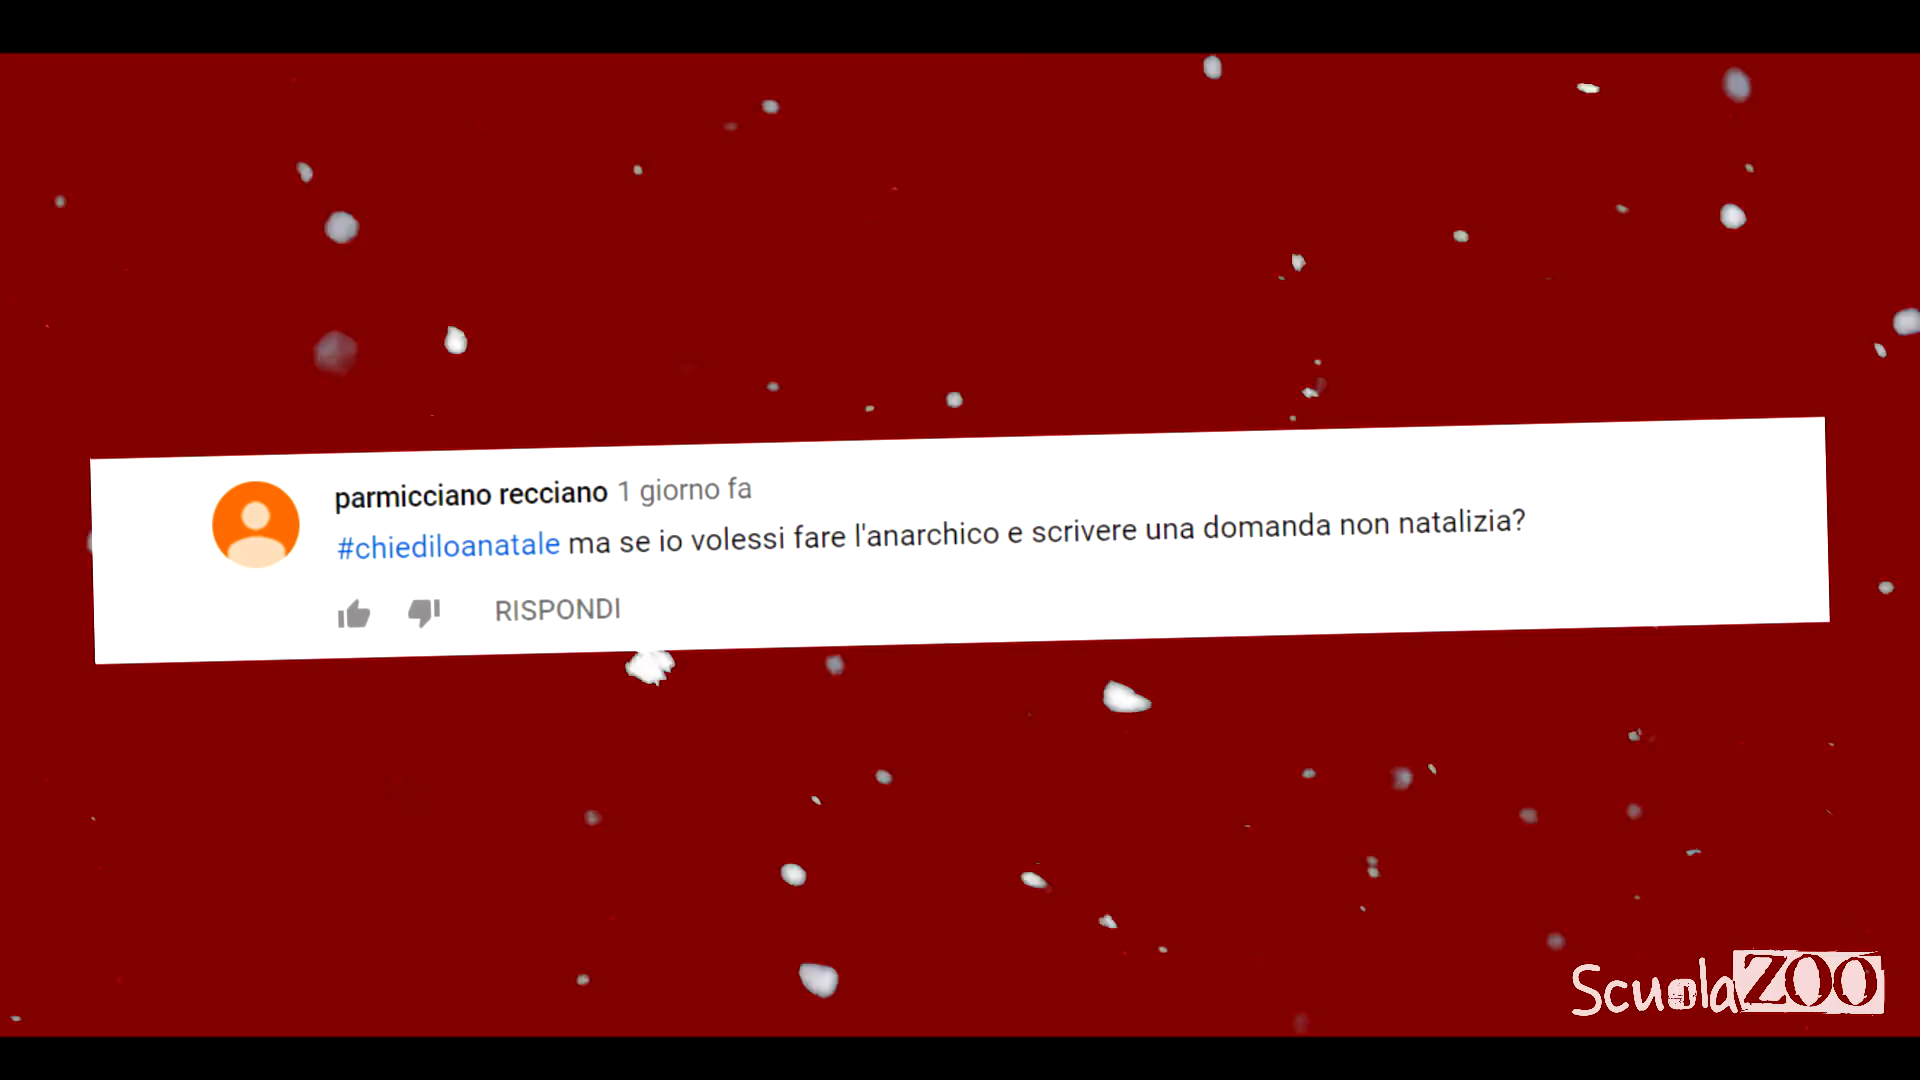 parmicciano recciano 1 giorno fa
#chiediloanatale ma se io volessi fare l'anarchico e scrivere una domanda non natalizia?
RISPONDI
ScuolaZOO